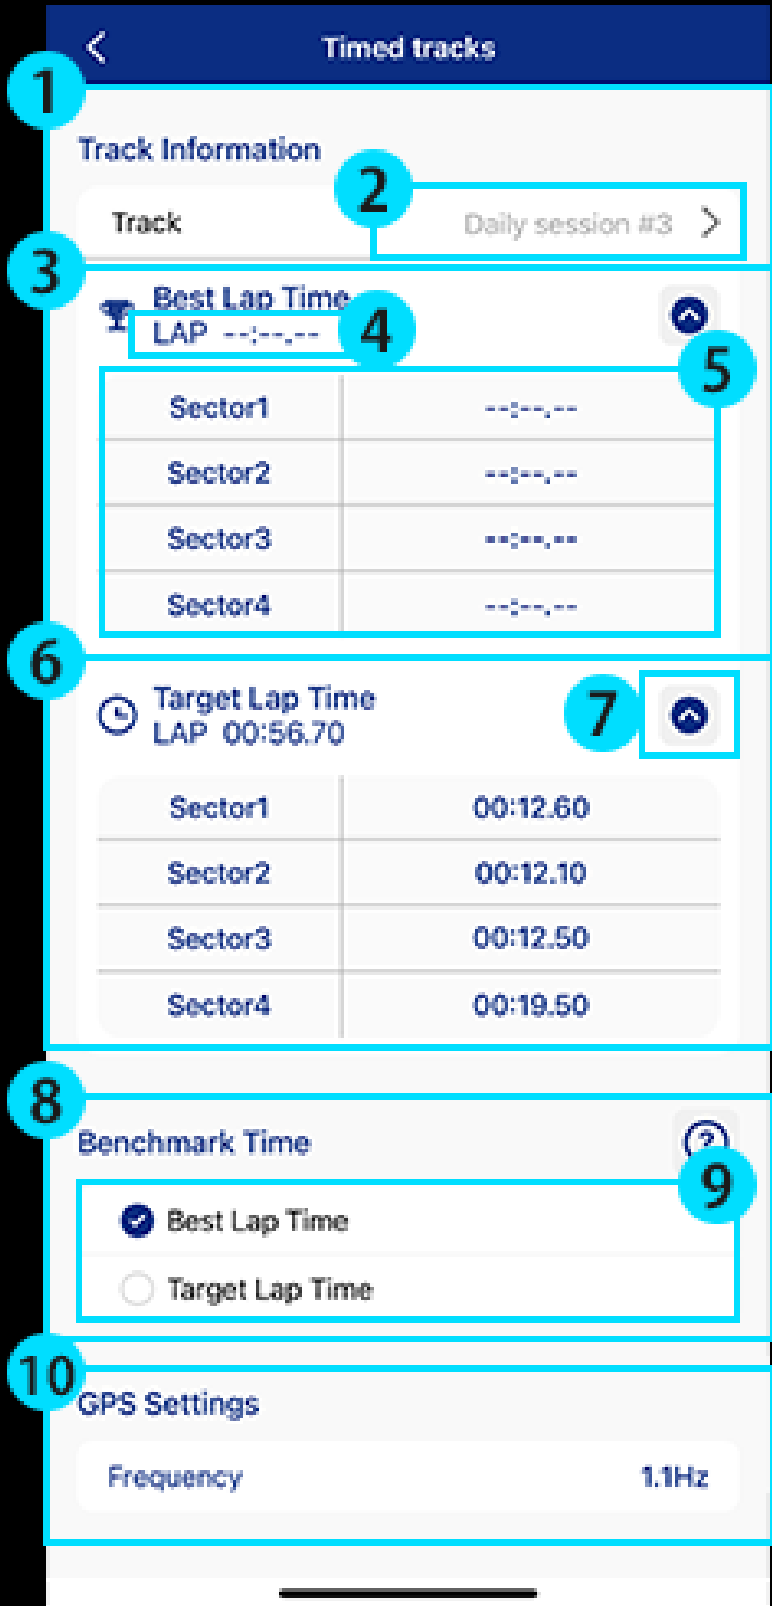 Timed tracks
1
Track Information
2
Track Daily session #3
3
Best Lap Time
LAP --:--.--
4
5
Sector1 --:--.--
Sector2 --:--.--
Sector3 --:--.--
Sector4 --:--.--
6
Target Lap Time
LAP 00:56.70
7
Sector1 00:12.60
Sector2 00:12.10
Sector3 00:12.50
Sector4 00:19.50
8
Benchmark Time ?
9
Best Lap Time
Target Lap Time
10
GPS Settings
Frequency 1.1Hz